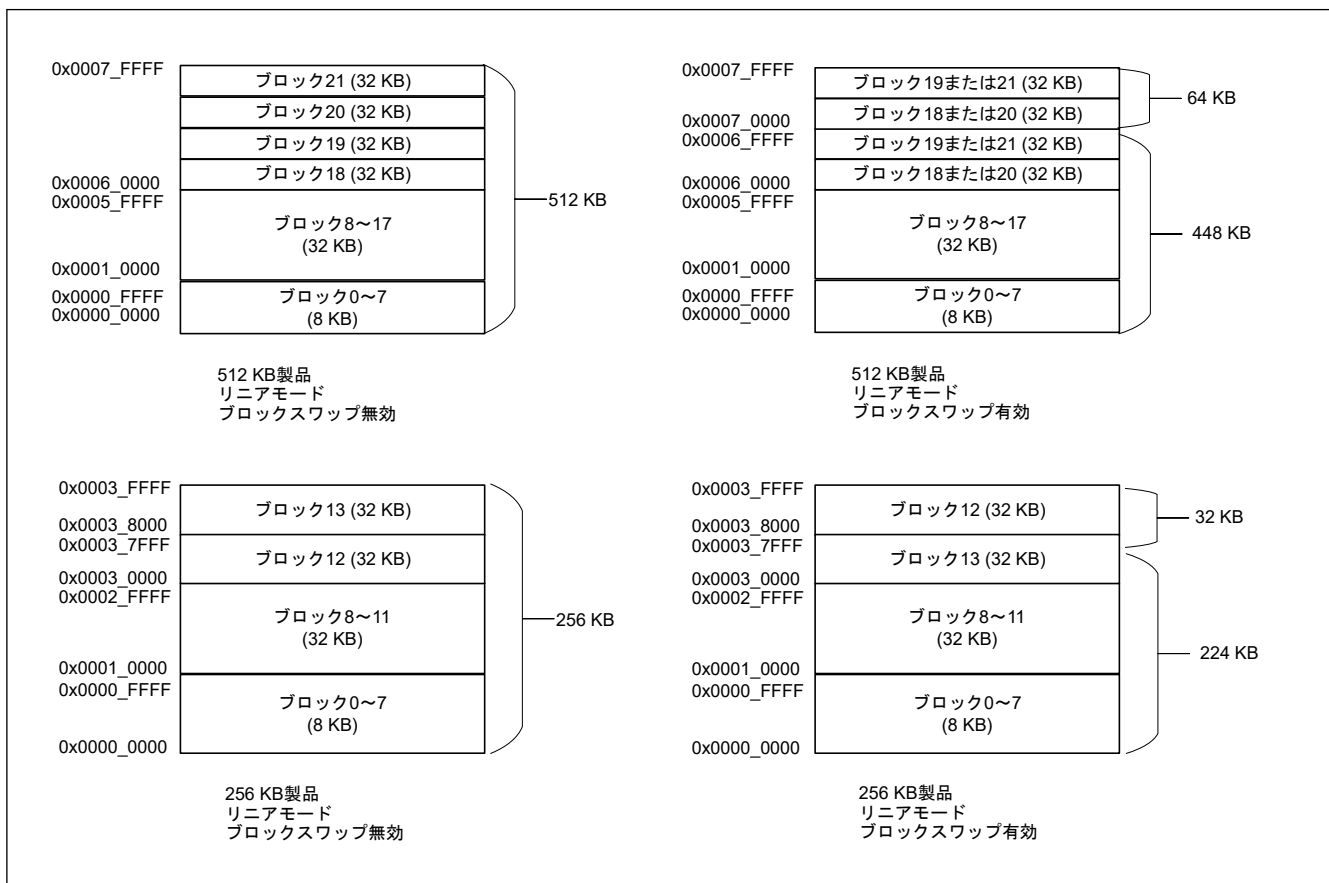 0x0007_FFFF
ブロック21 (32 KB)
ブロック20 (32 KB)
ブロック19 (32 KB)
ブロック18 (32 KB)
0x0006_0000
0x0005_FFFF
ブロック8～17
(32 KB)
0x0001_0000
0x0000_FFFF
0x0000_0000
ブロック0～7
(8 KB)
512 KB
512 KB製品
リニアモード
ブロックスワップ無効
0x0007_FFFF
ブロック19または21 (32 KB)
ブロック18または20 (32 KB)
0x0007_0000
0x0006_FFFF
ブロック19または21 (32 KB)
ブロック18または20 (32 KB)
0x0006_0000
0x0005_FFFF
ブロック8～17
(32 KB)
0x0001_0000
0x0000_FFFF
0x0000_0000
ブロック0～7
(8 KB)
64 KB
448 KB
512 KB製品
リニアモード
ブロックスワップ有効
0x0003_FFFF
ブロック13 (32 KB)
0x0003_8000
0x0003_7FFF
ブロック12 (32 KB)
0x0003_0000
0x0002_FFFF
ブロック8～11
(32 KB)
0x0001_0000
0x0000_FFFF
ブロック0～7
(8 KB)
0x0000_0000
256 KB
256 KB製品
リニアモード
ブロックスワップ無効
0x0003_FFFF
ブロック12 (32 KB)
0x0003_8000
0x0003_7FFF
ブロック13 (32 KB)
0x0003_0000
0x0002_FFFF
ブロック8～11
(32 KB)
0x0001_0000
0x0000_FFFF
ブロック0～7
(8 KB)
0x0000_0000
32 KB
224 KB
256 KB製品
リニアモード
ブロックスワップ有効